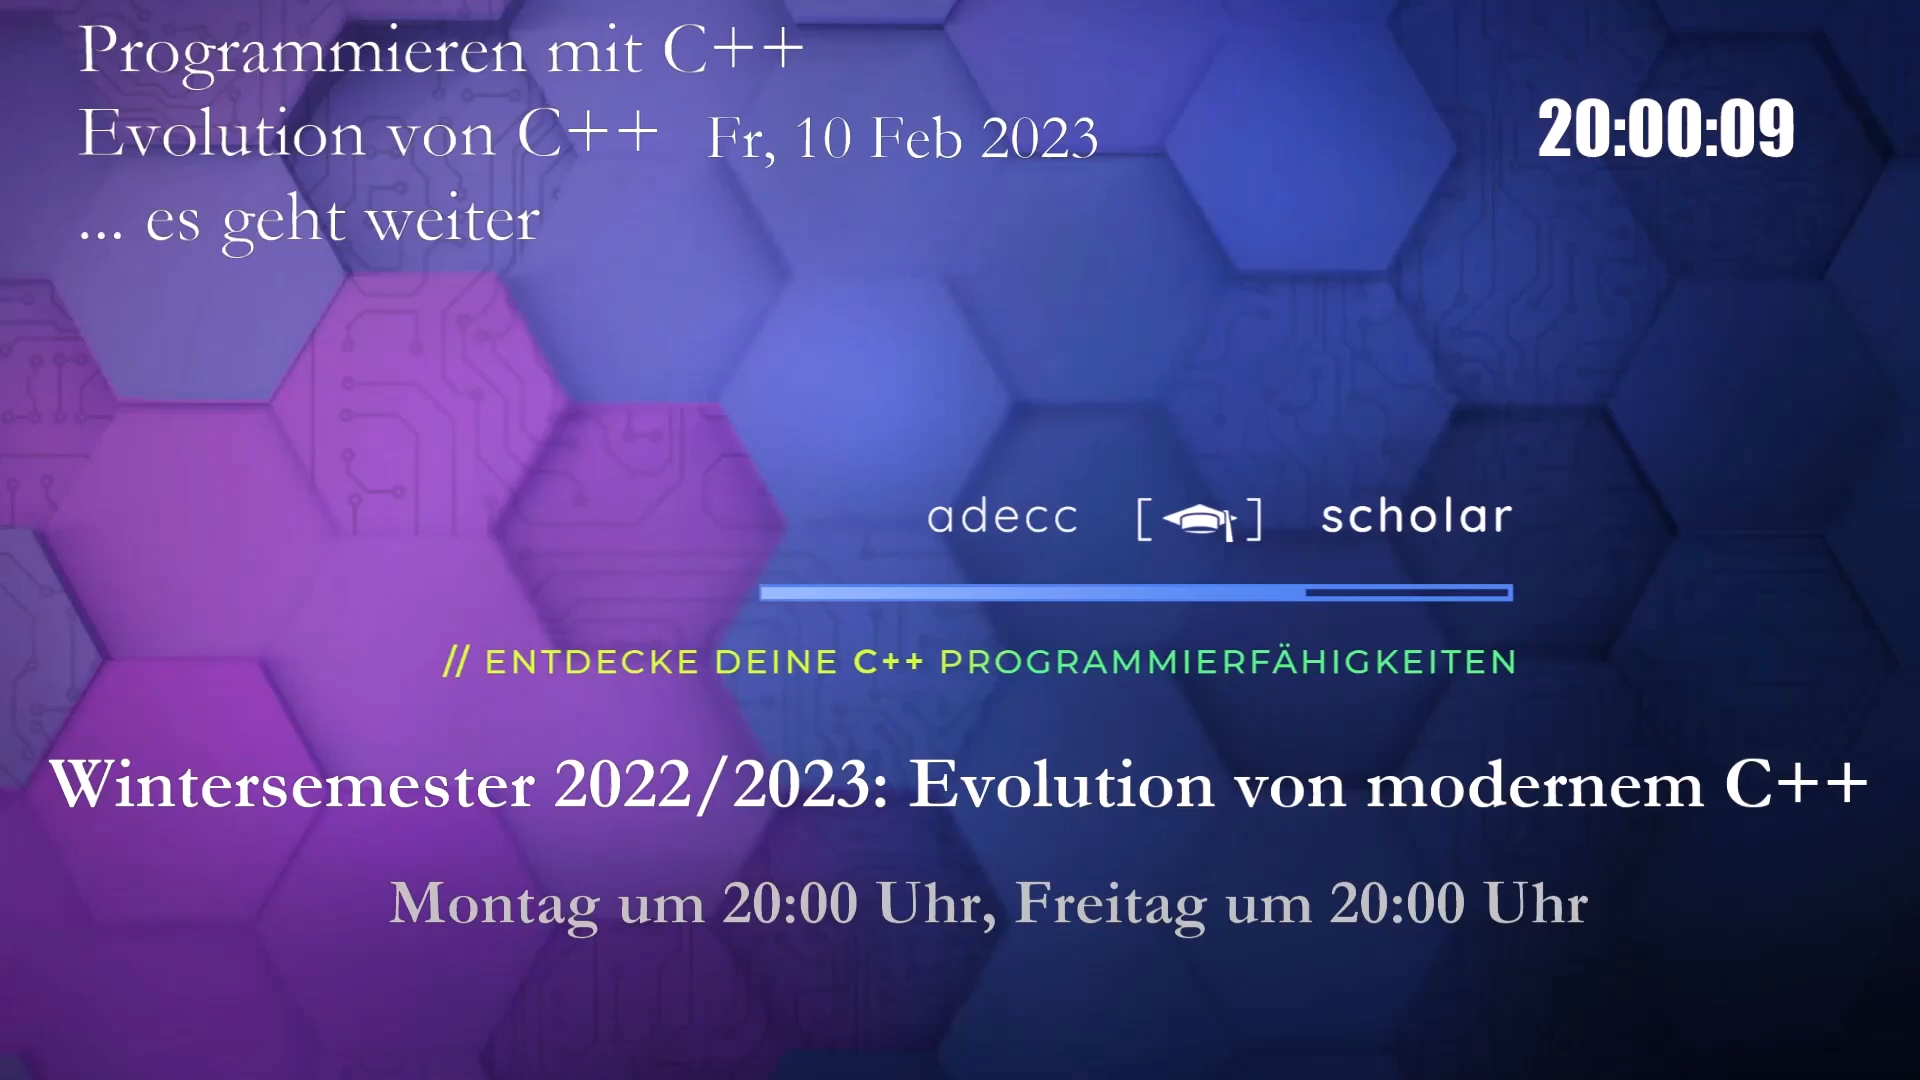 Programmieren mit C++
Evolution von C++ Fr, 10 Feb 2023
20:00:09
... es geht weiter
adecc [ ] scholar
// ENTDECKE DEINE C++ PROGRAMMIERFÄHIGKEITEN
Wintersemester 2022/2023: Evolution von modernem C++
Montag um 20:00 Uhr, Freitag um 20:00 Uhr